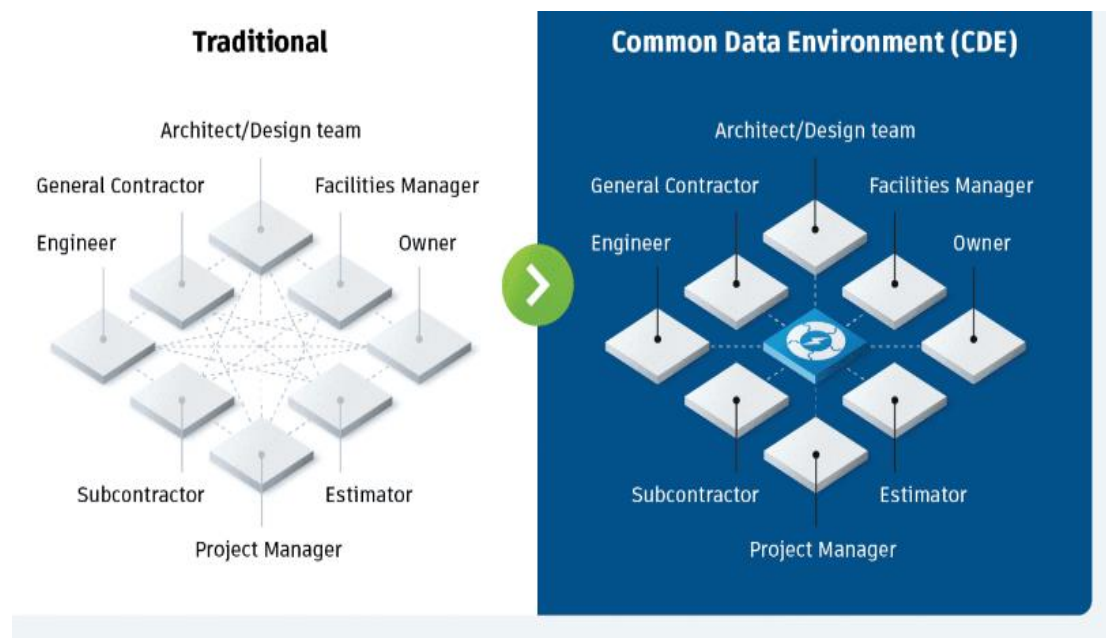 Traditional
Architect/Design team
General Contractor
Facilities Manager
Engineer
Owner
Subcontractor
Estimator
Project Manager
Common Data Environment (CDE)
Architect/Design team
General Contractor
Facilities Manager
Engineer
Owner
Subcontractor
Estimator
Project Manager